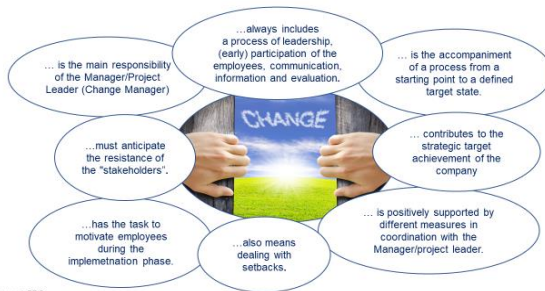 …always includes
a process of leadership,
(early) participation of the
employees, communication,
information and evaluation.
… is the main responsibility
of the Manager/Project
Leader (Change Manager)
… is the accompaniment
of a process from a
starting point to a defined
target state.
CHANGE
…must anticipate
the resistance of
the "stakeholders".
… contributes to the
strategic target
achievement of the
company
…has the task to
motivate employees
during the
implemetnation phase.
…also means
dealing with
setbacks.
… is positively supported by
different measures in
coordination with the
Manager/project leader.